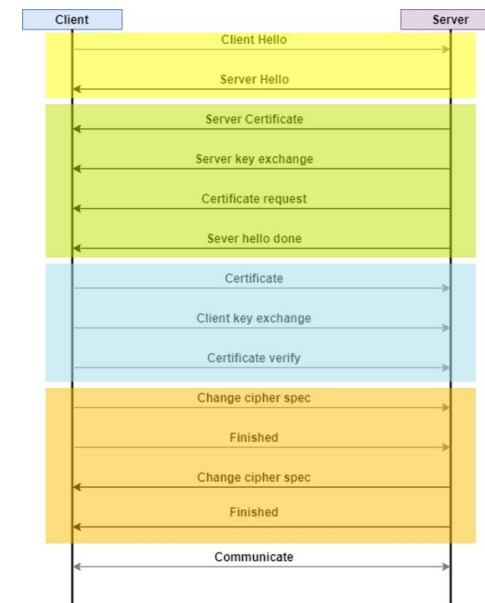 Client
Server
Client Hello
Server Hello
Server Certificate
Server key exchange
Certificate request
Sever hello done
Certificate
Client key exchange
Certificate verify
Change cipher spec
Finished
Change cipher spec
Finished
Communicate